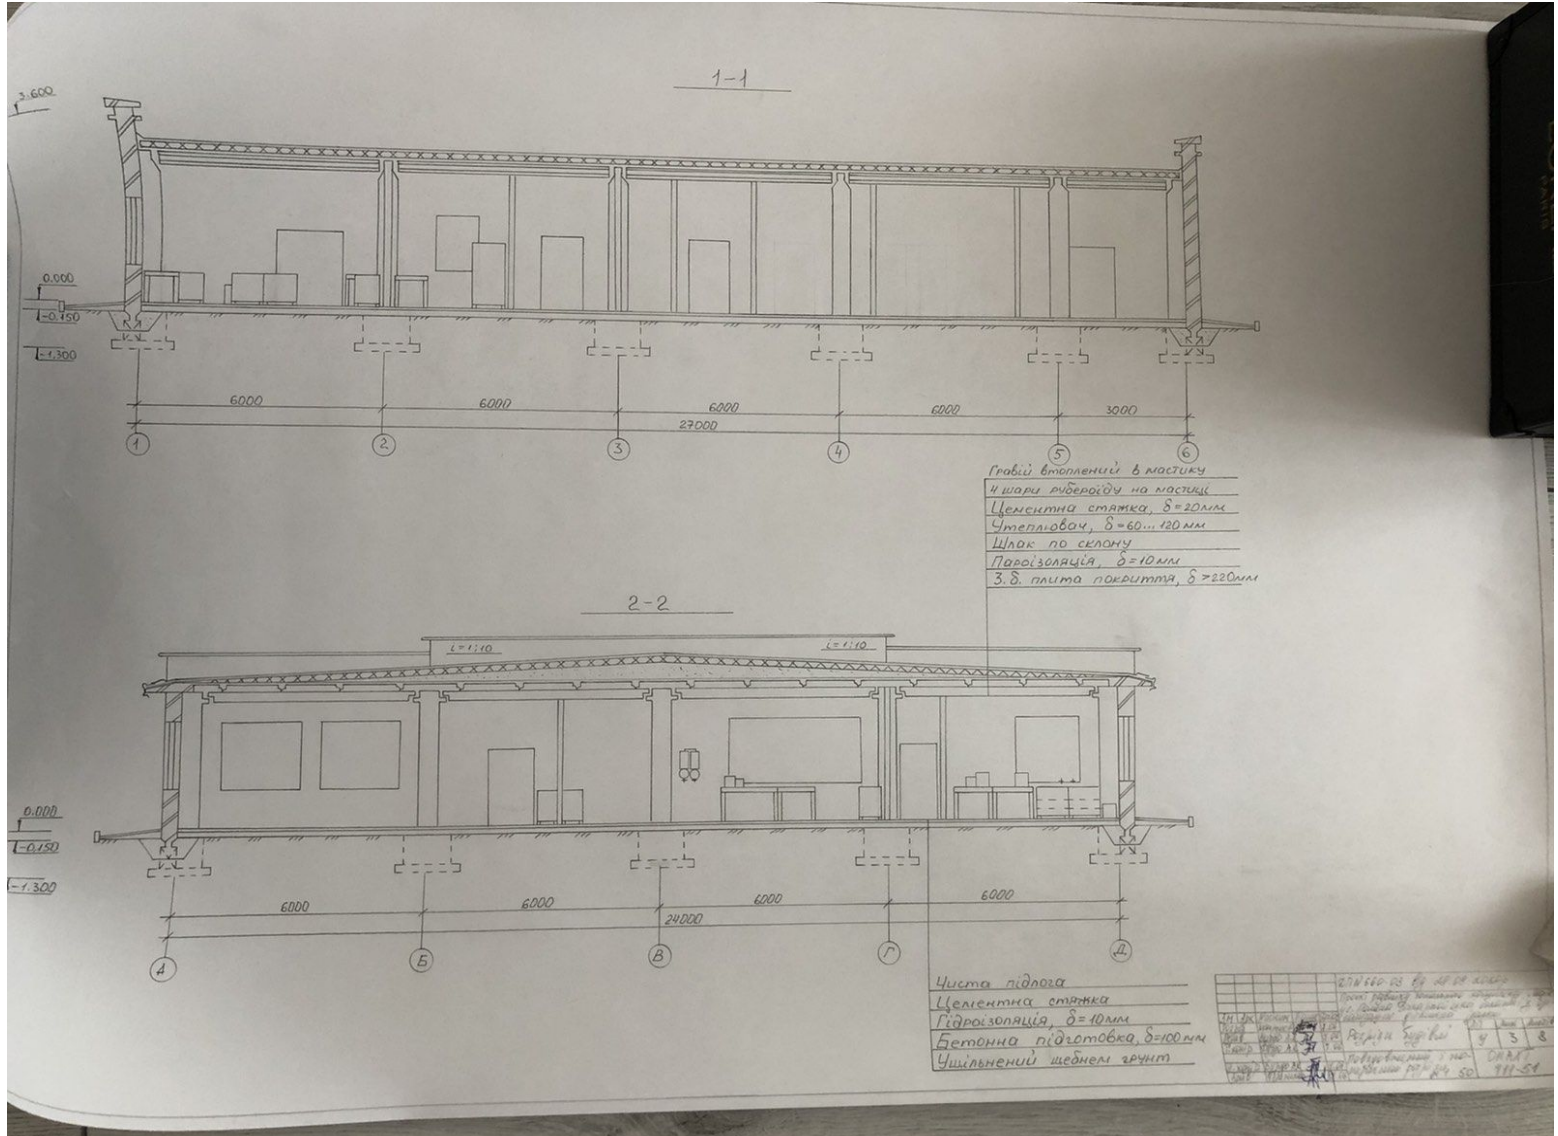 1-1
3.600
0.000
-0.150
-1.300
6000
6000
6000
6000
3000
27000
1
2
3
4
5
6
Гравій втоплений в мастику
4 шари рубероїду на мастиці
Цементна стяжка, δ=20мм
Утеплювач, δ=60...120мм
Шлак по склону
Пароізоляція, δ=10мм
З.б. плита покриття, δ>220мм
2-2
i=1:10
i=1:10
0.000
-0.150
-1.300
6000
6000
6000
6000
24000
А
Б
В
Г
Д
Чиста підлога
Цементна стяжка
Гідроізоляція, δ=10мм
Бетонна підготовка, δ=100мм
Ущільнений щебнем грунт
Розрізи будівлі
У
3
8
50
PARIS